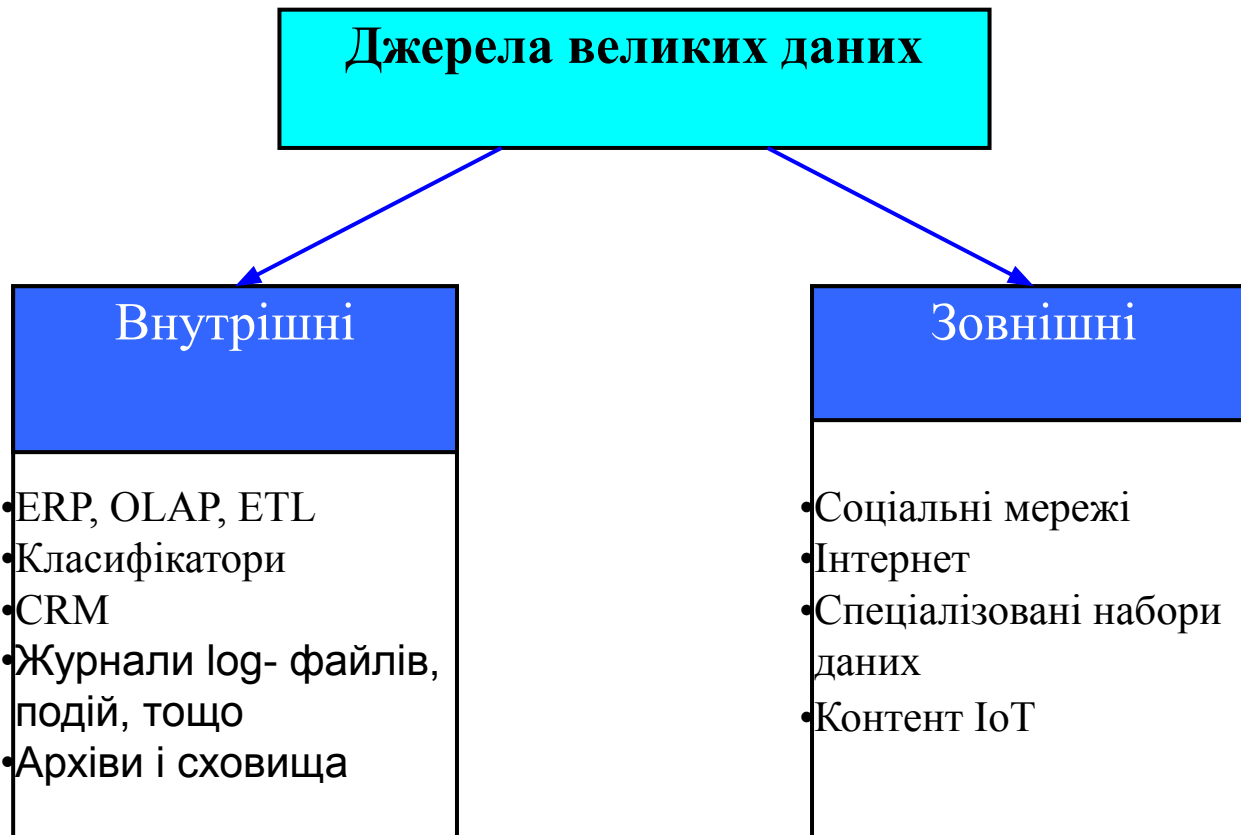 Джерела великих даних
Внутрішні
•ERP, OLAP, ETL
•Класифікатори
•CRM
•Журнали log- файлів,
подій, тощо
•Архіви і сховища
Зовнішні
•Соціальні мережі
•Інтернет
•Спеціалізовані набори
даних
•Контент ІоТ